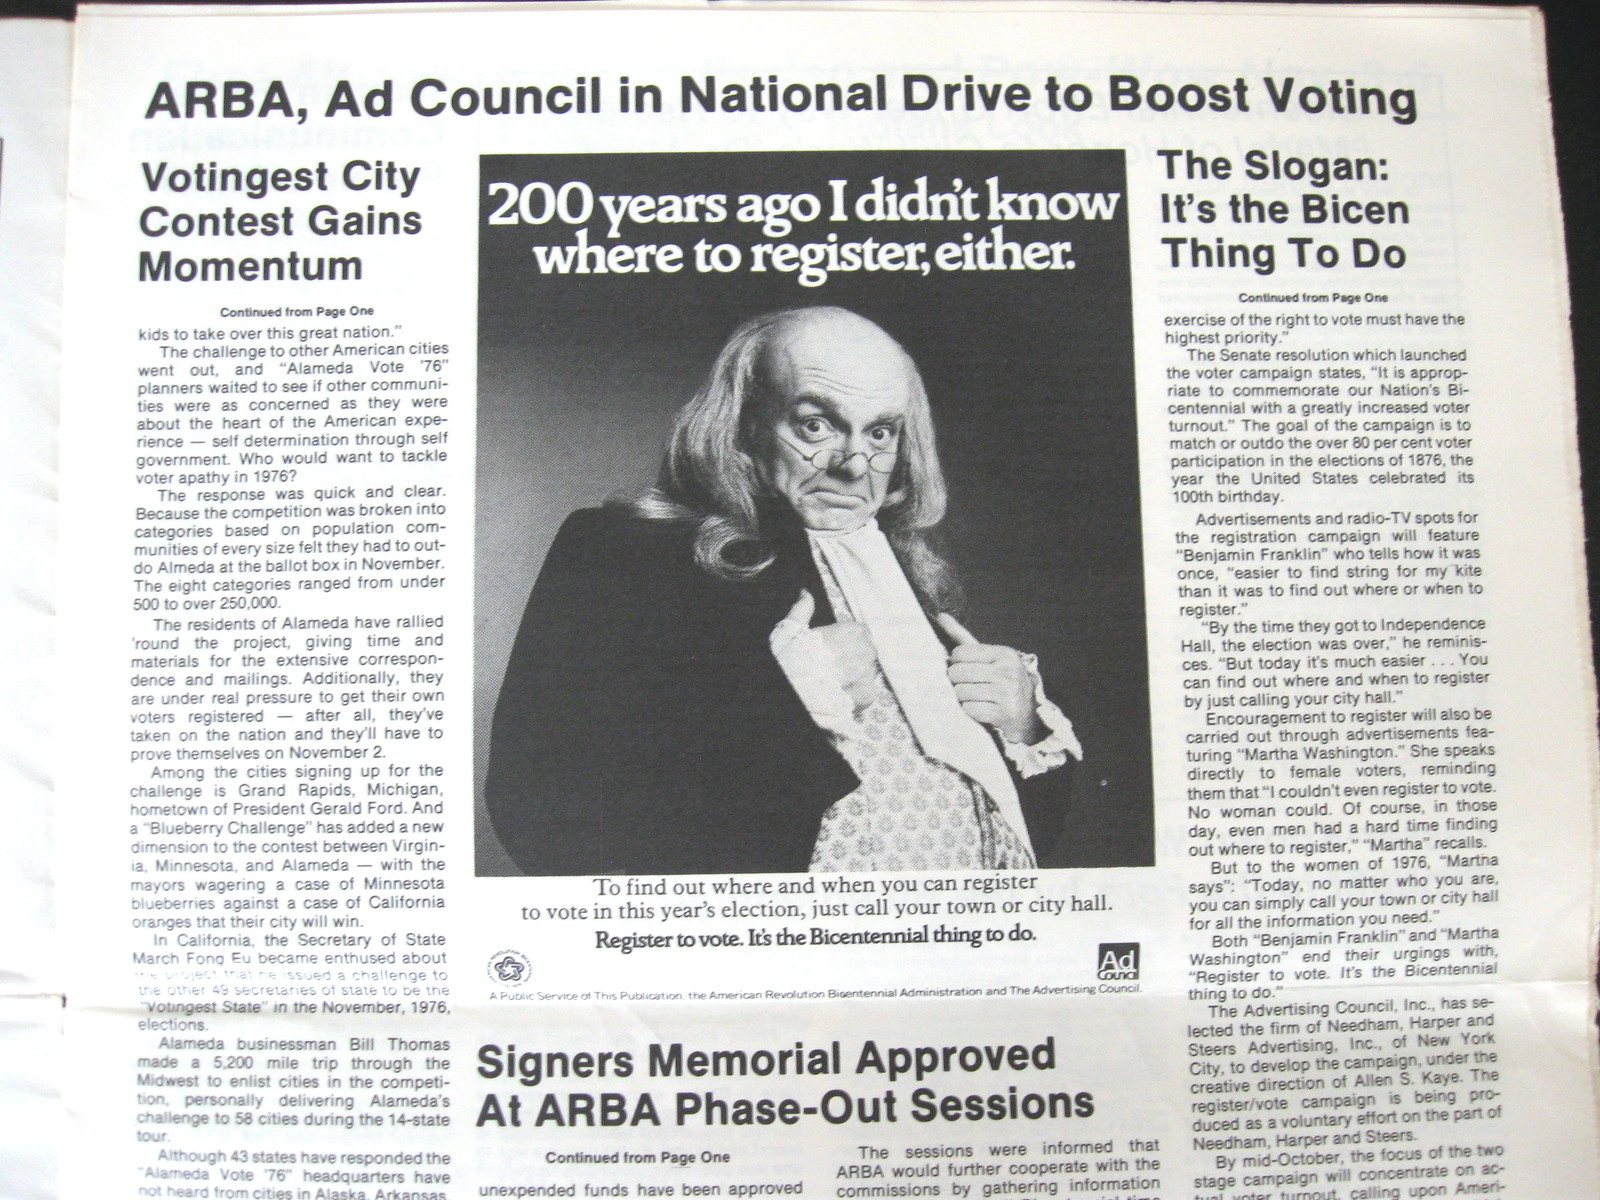 ARBA, Ad Council in National Drive to Boost Voting
Votingest City
Contest Gains
Momentum
Continued from Page One
kids to take over this great nation."
The challenge to other American cities
went out, and "Alameda Vote '76"
planners waited to see if other communi-
ties were as concerned as they were
about the heart of the American expe-
rience — self determination through self
government. Who would want to tackle
voter apathy in 1976?
The response was quick and clear.
Because the competition was broken into
categories based on population com-
munities of every size felt they had to out-
do Almeda at the ballot box in November.
The eight categories ranged from under
500 to over 250,000.
The residents of Alameda have rallied
'round the project, giving time and
materials for the extensive correspon-
dence and mailings. Additionally, they
are under real pressure to get their own
voters registered — after all, they've
taken on the nation and they'll have to
prove themselves on November 2.
Among the cities signing up for the
challenge is Grand Rapids, Michigan,
hometown of President Gerald Ford. And
a "Blueberry Challenge" has added a new
dimension to the contest between Virgin-
ia, Minnesota, and Alameda — with the
mayors wagering a case of Minnesota
blueberries against a case of California
oranges that their city will win.
In California, the Secretary of State
March Fong Eu became enthused about
the project that he issued a challenge to
the other 49 secretaries of state to be the
"Votingest State" in the November, 1976,
elections.
Alameda businessman Bill Thomas
made a 5,200 mile trip through the
Midwest to enlist cities in the competi-
tion, personally delivering Alameda's
challenge to 58 cities during the 14-state
tour.
Although 43 states have responded the
"Alameda Vote '76" headquarters have
not heard from cities in Alaska, Arkansas,
200 years ago I didn't know
where to register, either.
To find out where and when you can register
to vote in this year's election, just call your town or city hall.
Register to vote. It's the Bicentennial thing to do.
Ad
Council
A Public Service of This Publication, the American Revolution Bicentennial Administration and The Advertising Council.
Signers Memorial Approved
At ARBA Phase-Out Sessions
Continued from Page One
unexpended funds have been approved
The sessions were informed that
ARBA would further cooperate with the
commissions by gathering information
The Slogan:
It's the Bicen
Thing To Do
Continued from Page One
exercise of the right to vote must have the
highest priority."
The Senate resolution which launched
the voter campaign states, "It is approp-
riate to commemorate our Nation's Bi-
centennial with a greatly increased voter
turnout." The goal of the campaign is to
match or outdo the over 80 per cent voter
participation in the elections of 1876, the
year the United States celebrated its
100th birthday.
Advertisements and radio-TV spots for
the registration campaign will feature
"Benjamin Franklin" who tells how it was
once, "easier to find string for my kite
than it was to find out where or when to
register."
"By the time they got to Independence
Hall, the election was over," he reminis-
ces. "But today it's much easier . . . You
can find out where and when to register
by just calling your city hall."
Encouragement to register will also be
carried out through advertisements fea-
turing "Martha Washington." She speaks
directly to female voters, reminding
them that "I couldn't even register to vote.
No woman could. Of course, in those
day, even men had a hard time finding
out where to register," "Martha" recalls.
But to the women of 1976, "Martha
says": "Today, no matter who you are,
you can simply call your town or city hall
for all the information you need."
Both "Benjamin Franklin" and "Martha
Washington" end their urgings with,
"Register to vote. It's the Bicentennial
thing to do."
The Advertising Council, Inc., has se-
lected the firm of Needham, Harper and
Steers Advertising, Inc., of New York
City, to develop the campaign, under the
creative direction of Allen S. Kaye. The
register/vote campaign is being pro-
duced as a voluntary effort on the part of
Needham, Harper and Steers.
By mid-October, the focus of the two
stage campaign will concentrate on ac-
tual voter turnout, calling upon Ameri-